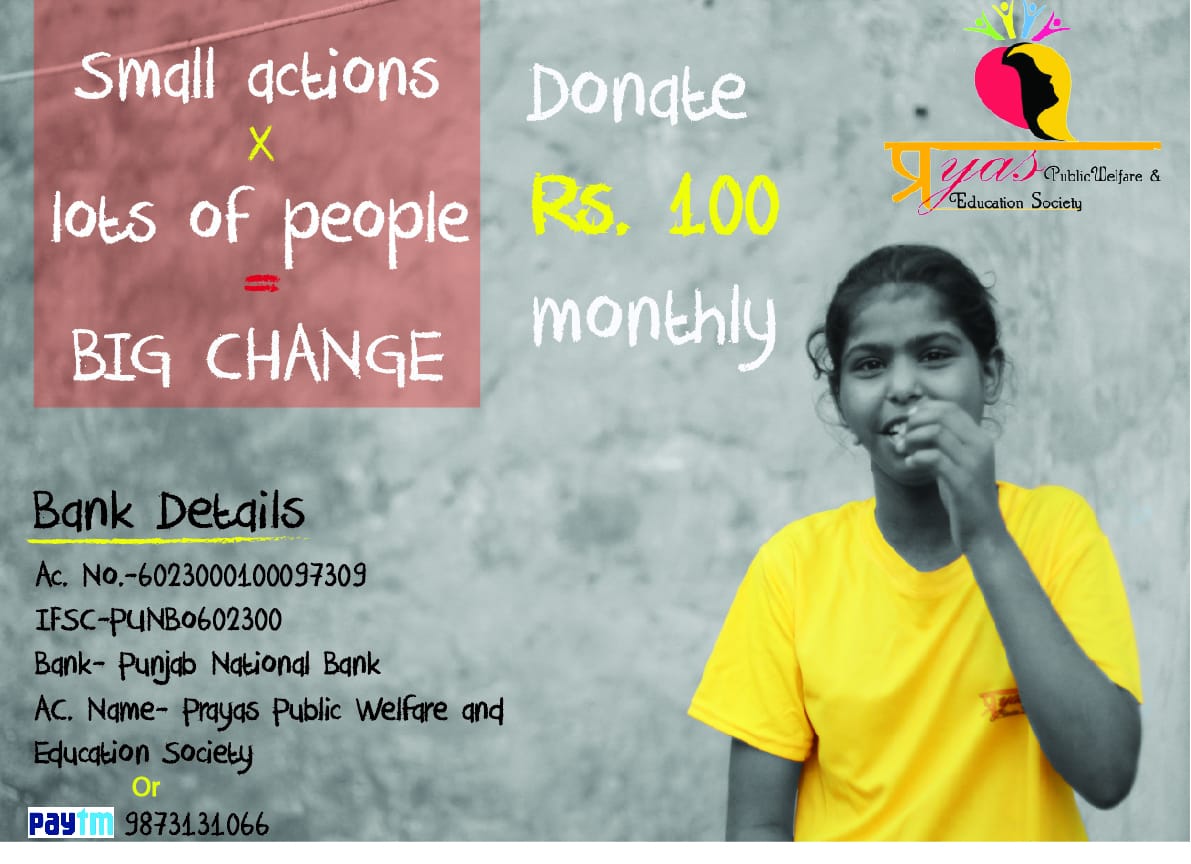 Small actions
x
lots of people
=
BIG CHANGE
Donate
Rs. 100
monthly
प्रyas Public Welfare &
Education Society
Bank Details
Ac. No.-6023000100097309
IFSC-PUNB0602300
Bank- Punjab National Bank
AC. Name- Prayas Public Welfare and
Education Society
Or
paytm 9873131066